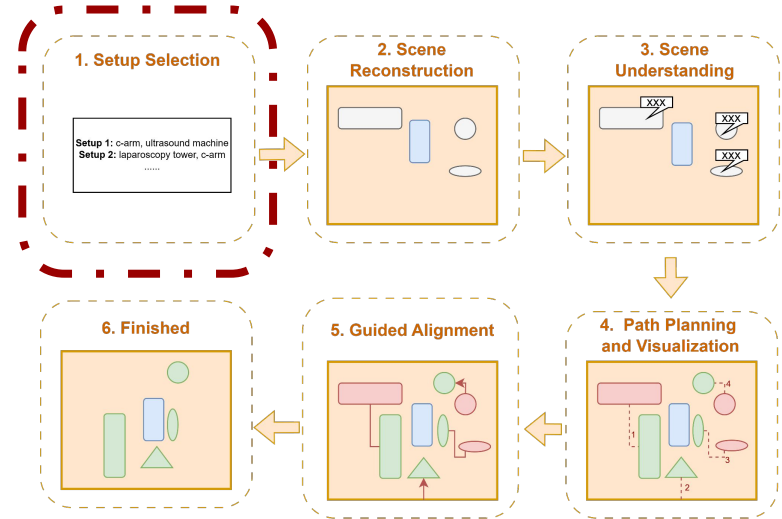 1. Setup Selection
Setup 1: c-arm, ultrasound machine
Setup 2: laparoscopy tower, c-arm
......
2. Scene
Reconstruction
3. Scene
Understanding
XXX
XXX
XXX
4. Path Planning
and Visualization
4
1
3
2
5. Guided Alignment
6. Finished